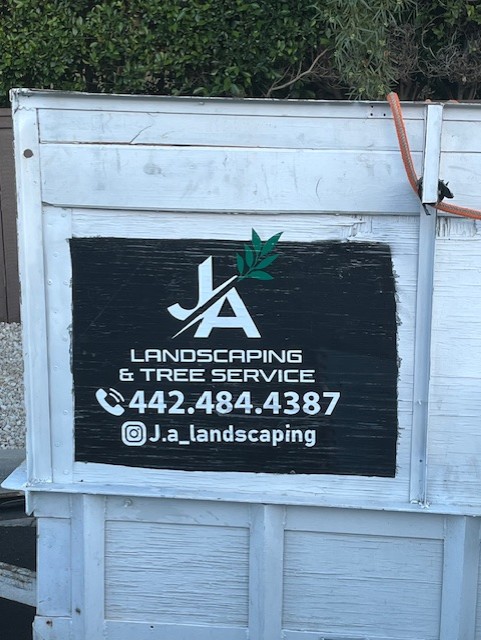 JA
LANDSCAPING
& TREE SERVICE
442.484.4387
J.a_landscaping